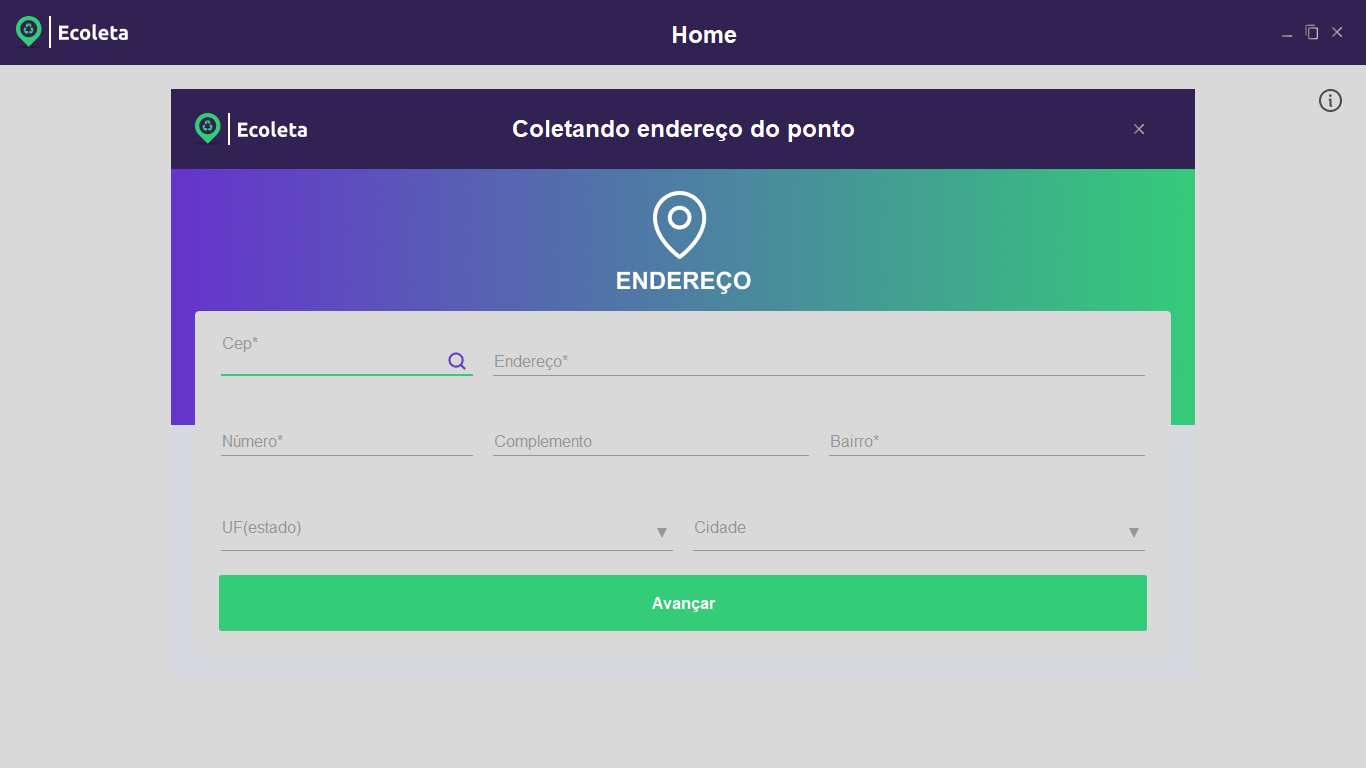 Ecoleta
Home
Ecoleta
Coletando endereço do ponto
ENDEREÇO
Cep*
Endereço*
Número*
Complemento
Bairro*
UF(estado)
Cidade
Avançar